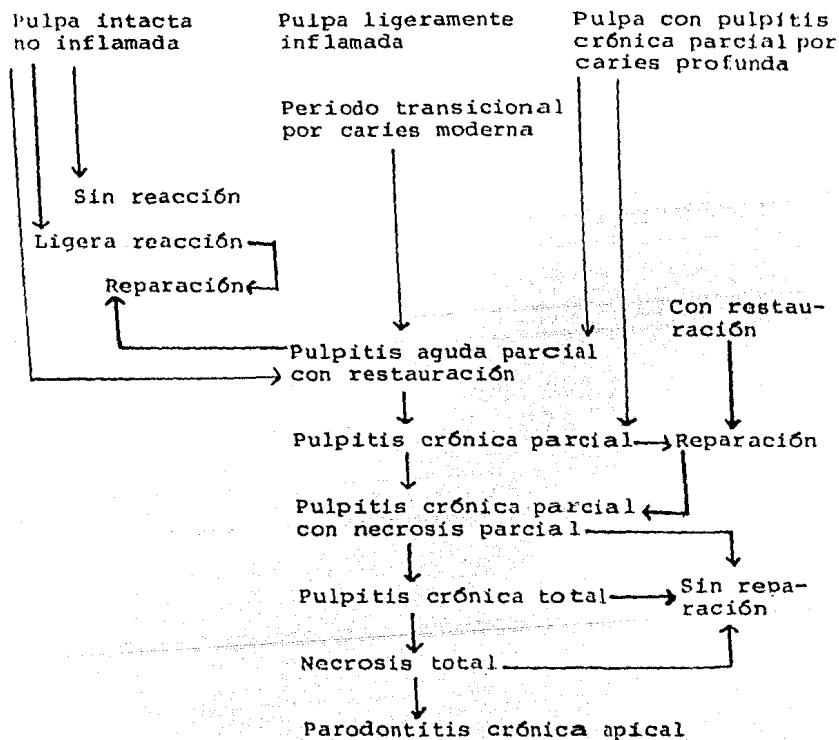 Pulpa intacta
no inflamada
Pulpa ligeramente
inflamada
Pulpa con pulpitis
crónica parcial por
caries profunda
Periodo transicional
por caries moderna
Sin reacción
Ligera reacción
Reparación
Con restau-
ración
Pulpitis aguda parcial
con restauración
Pulpitis crónica parcial
Reparación
Pulpitis crónica parcial
con necrosis parcial
Pulpitis crónica total
Sin repa-
ración
Necrosis total
Parodontitis crónica apical